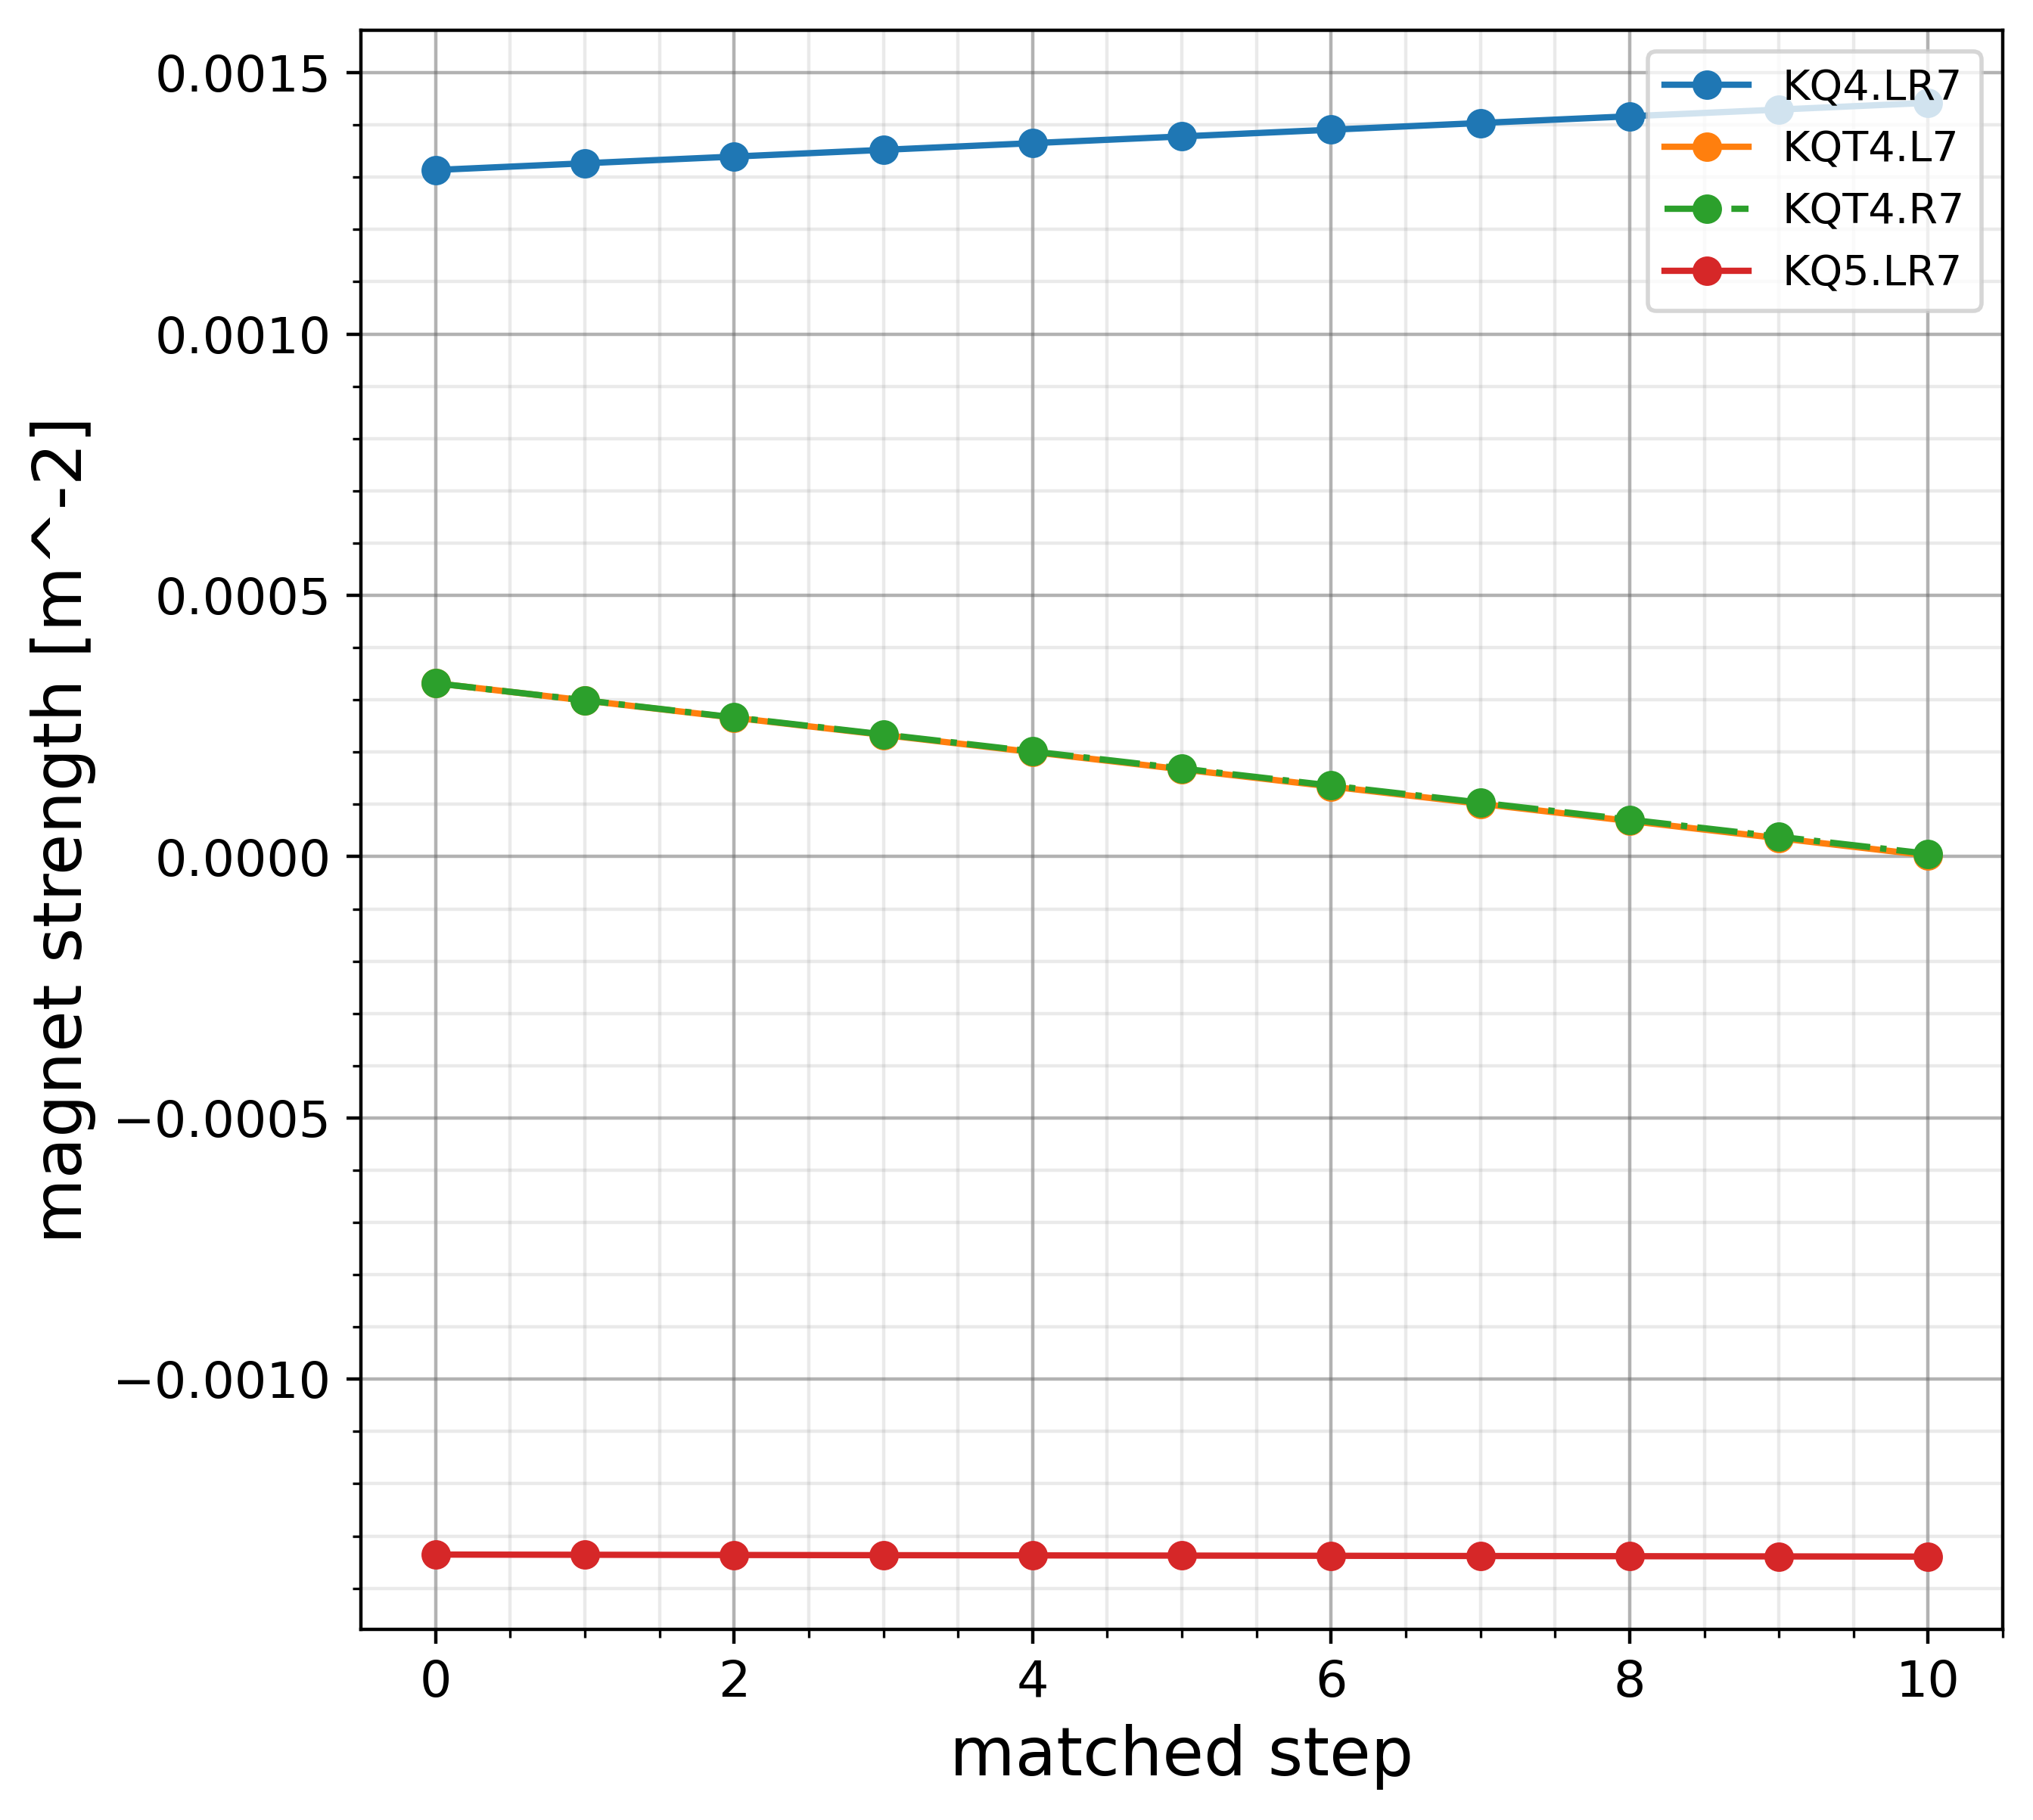 magnet strength [m^-2]
0.0015
0.0010
0.0005
0.0000
−0.0005
−0.0010
KQ4.LR7
KQT4.L7
KQT4.R7
KQ5.LR7
0 2 4 6 8 10
matched step